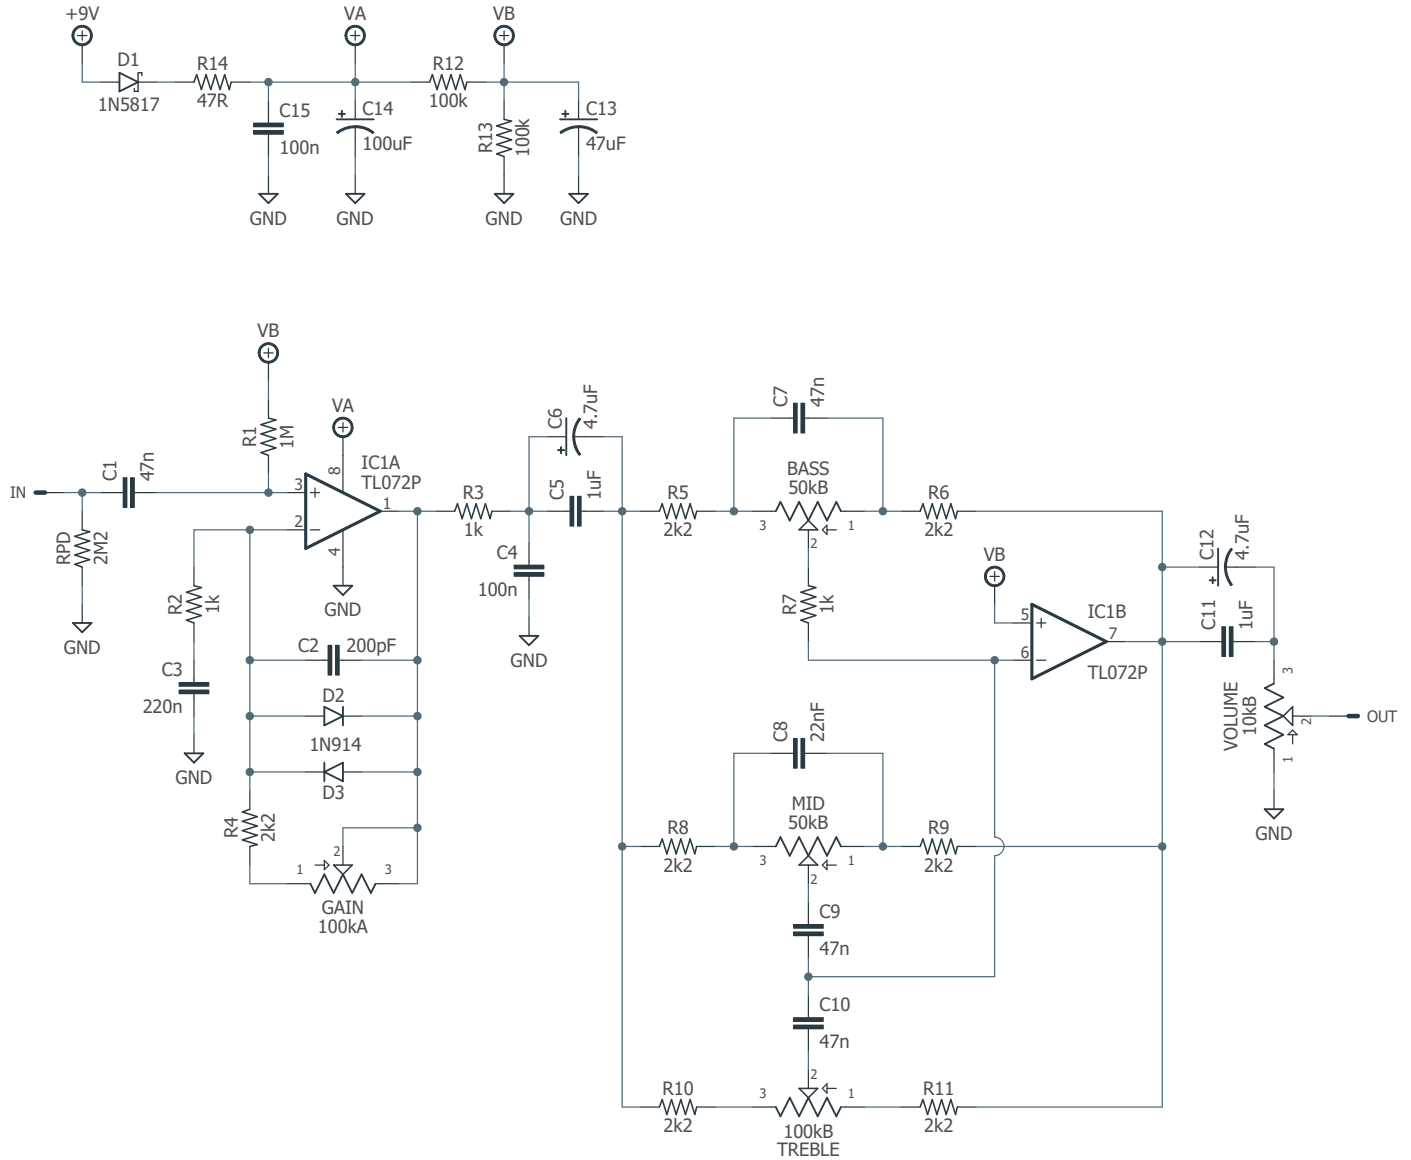 +9V
VA
VB
D1
1N5817
R14
47R
C15
100n
C14
100uF
R12
100k
R13
100k
C13
47uF
+
+
GND
GND
GND
GND
VB
R1
1M
VA
IN
C1
47n
RPD
2M2
GND
3
+
2
−
8
4
1
IC1A
TL072P
GND
R2
1k
C3
220n
GND
C2
200pF
D2
1N914
D3
R4
2k2
1
2
3
GAIN
100kA
R3
1k
C6
4.7uF
+
C5
1uF
C4
100n
GND
R5
2k2
C7
47n
BASS
50kB
3
2
1
R6
2k2
R7
1k
VB
5
+
6
−
7
IC1B
TL072P
C12
4.7uF
+
C11
1uF
VOLUME
10kB
3
2
1
OUT
GND
R8
2k2
C8
22nF
MID
50kB
3
2
1
R9
2k2
C9
47n
C10
47n
R10
2k2
3
2
1
100kB
TREBLE
R11
2k2